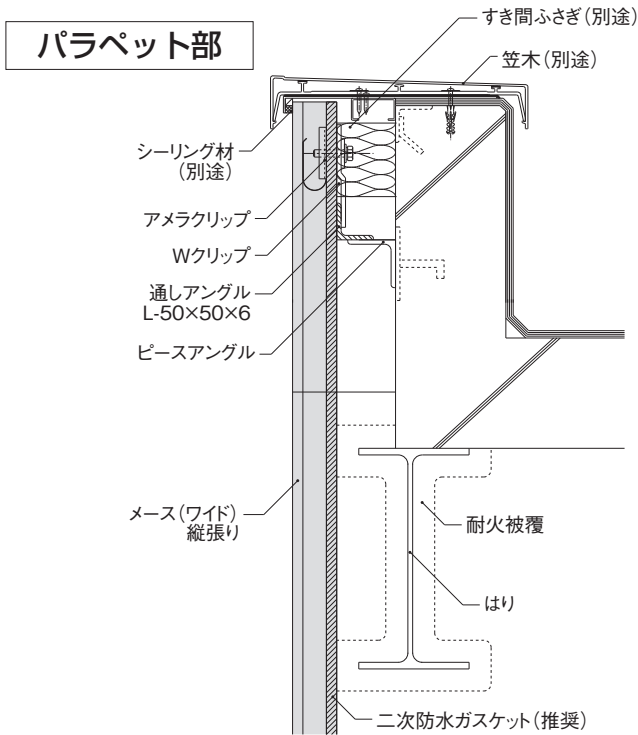 パラペット部
すき間ふさぎ（別途）
笠木（別途）
シーリング材
（別途）
アメラクリップ
Wクリップ
通しアングル
L-50×50×6
ピースアングル
メース（ワイド）
縦張り
耐火被覆
はり
二次防水ガスケット（推奨）